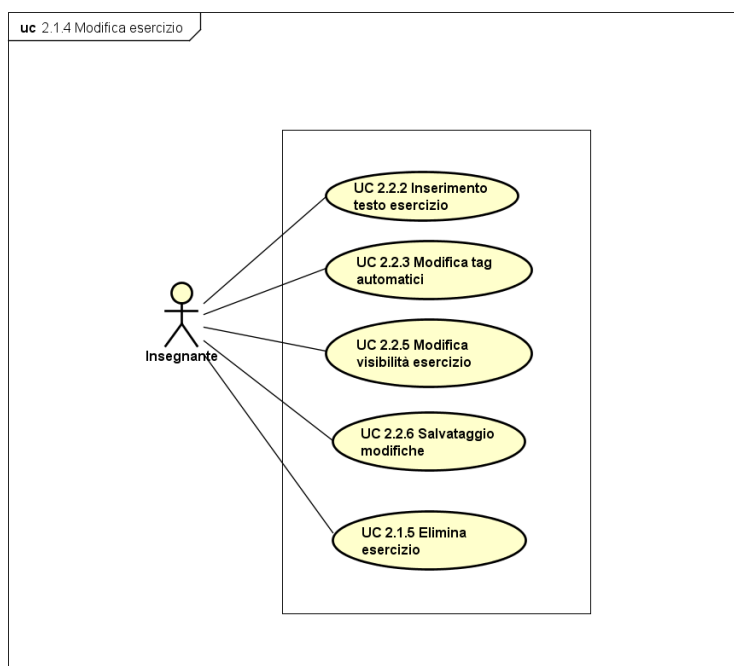 uc 2.1.4 Modifica esercizio
UC 2.2.2 Inserimento
testo esercizio
UC 2.2.3 Modifica tag
automatici
Insegnante
UC 2.2.5 Modifica
visibilità esercizio
UC 2.2.6 Salvataggio
modifiche
UC 2.1.5 Elimina
esercizio